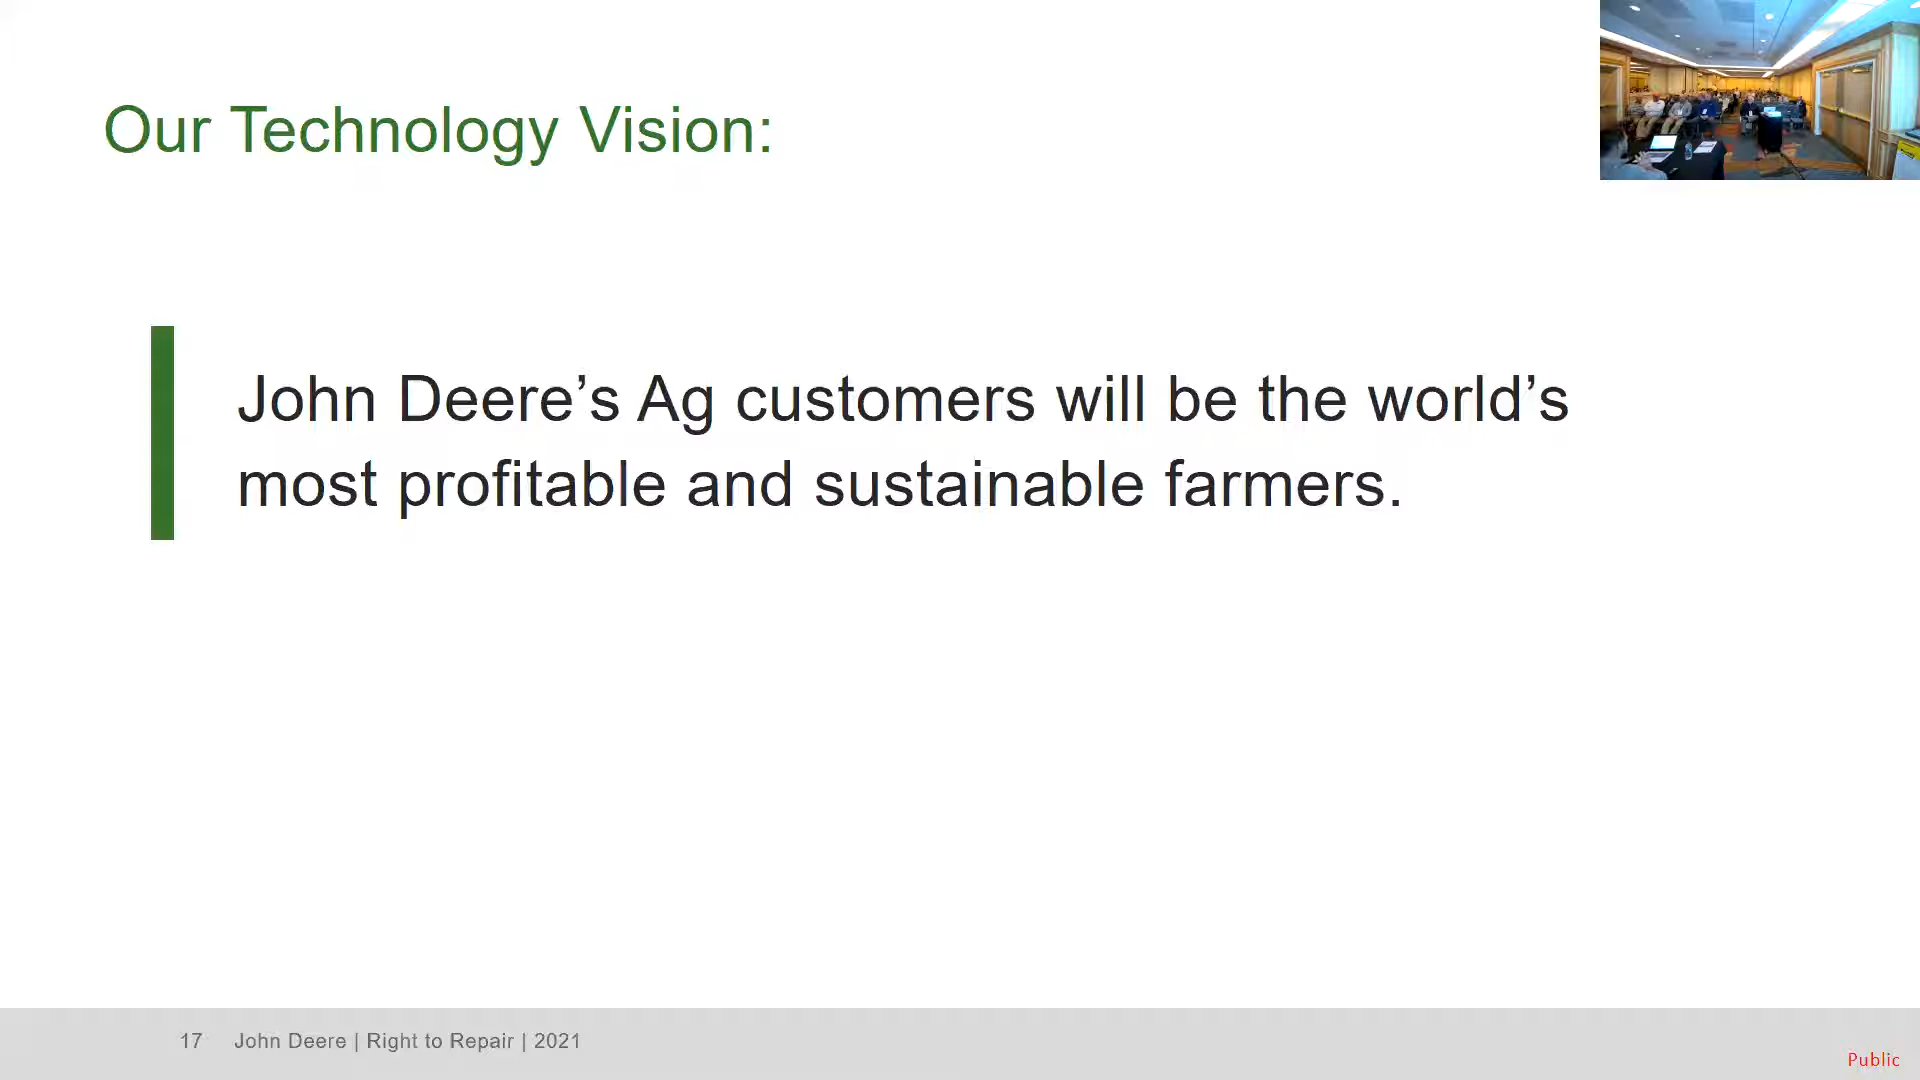 Our Technology Vision:
John Deere’s Ag customers will be the world’s
most profitable and sustainable farmers.
17 John Deere | Right to Repair | 2021
Public